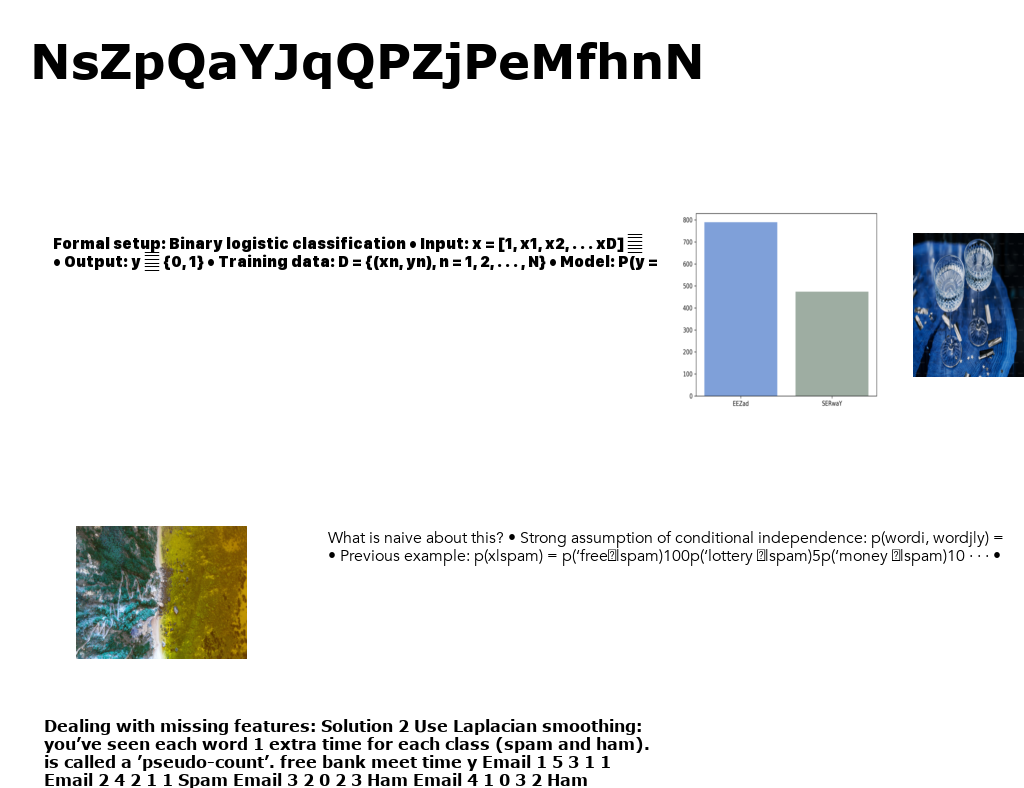 NsZpQaYJqQPZjPeMfhnN
Formal setup: Binary logistic classification • Input: x = [1, x1, x2, . . . xD]
• Output: y {0, 1} • Training data: D = {(xn, yn), n = 1, 2, . . . , N} • Model: P(y =
800
700
600
500
400
300
200
100
0
EEZad SERwaY
What is naive about this? • Strong assumption of conditional independence: p(wordi, wordj|y) =
• Previous example: p(x|spam) = p(‘free|spam)100p(‘lottery |spam)5p(‘money |spam)10 · · · •
Dealing with missing features: Solution 2 Use Laplacian smoothing:
you’ve seen each word 1 extra time for each class (spam and ham).
is called a ’pseudo-count’. free bank meet time y Email 1 5 3 1 1
Email 2 4 2 1 1 Spam Email 3 2 0 2 3 Ham Email 4 1 0 3 2 Ham